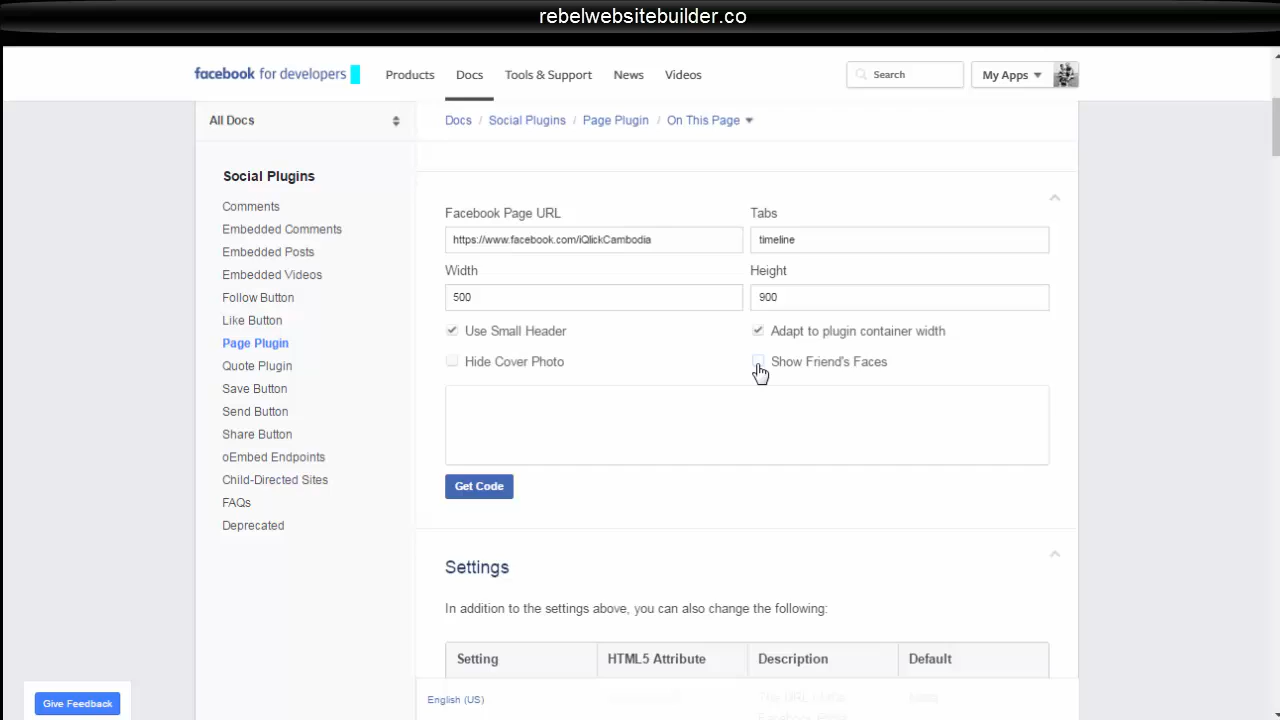 rebelwebsitebuilder.co
facebook for developers Products Docs Tools & Support News Videos Search My Apps
All Docs
Docs / Social Plugins / Page Plugin / On This Page
Social Plugins
Comments
Embedded Comments
Embedded Posts
Embedded Videos
Follow Button
Like Button
Page Plugin
Quote Plugin
Save Button
Send Button
Share Button
oEmbed Endpoints
Child-Directed Sites
FAQs
Deprecated
Facebook Page URL Tabs
https://www.facebook.com/iQlickCambodia timeline
Width Height
500 900
Use Small Header Adapt to plugin container width
Hide Cover Photo Show Friend's Faces
Get Code
Settings
In addition to the settings above, you can also change the following:
Setting HTML5 Attribute Description Default
English (US)
Give Feedback